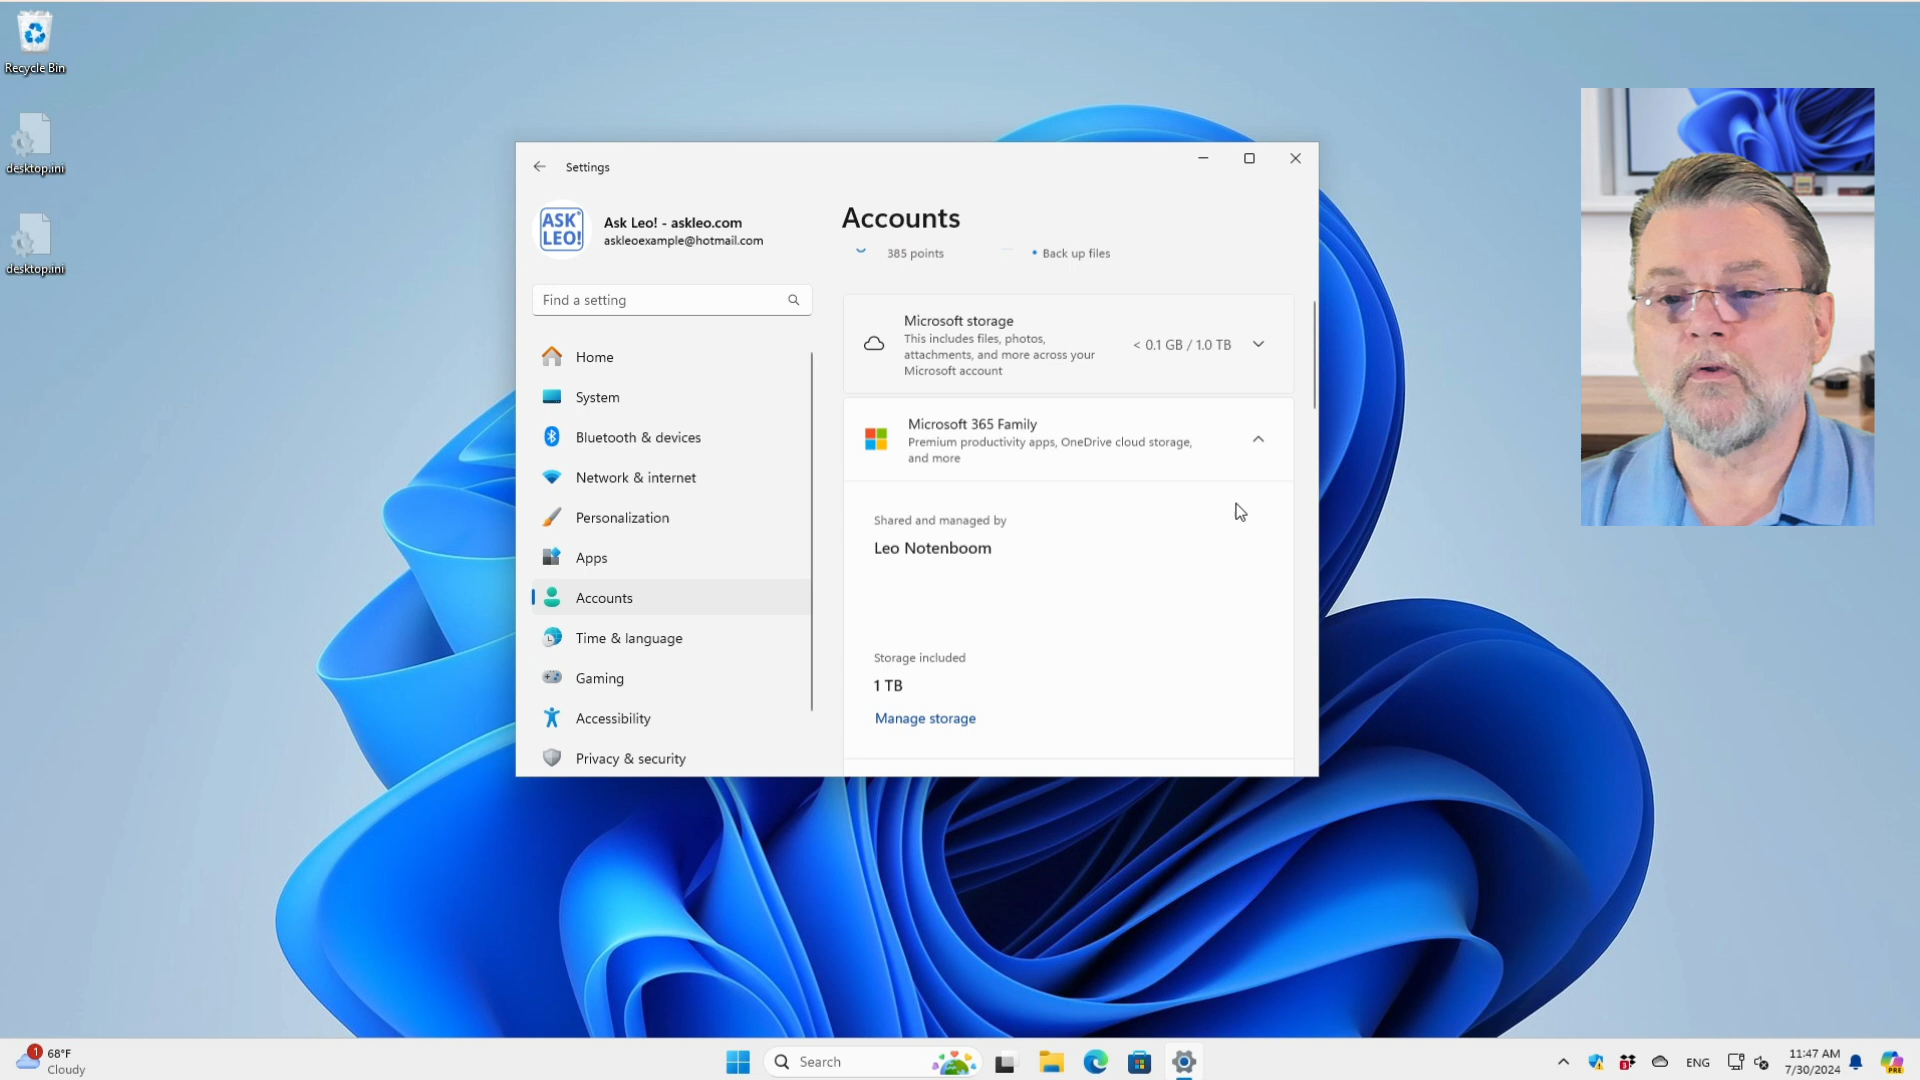 Recycle Bin
desktop.ini
desktop.ini
Settings
ASK
LEO!
Ask Leo! - askleo.com
askleoexample@hotmail.com
Find a setting
Home
System
Bluetooth & devices
Network & internet
Personalization
Apps
Accounts
Time & language
Gaming
Accessibility
Privacy & security
Accounts
385 points
• Back up files
Microsoft storage
This includes files, photos,
attachments, and more across your
Microsoft account
< 0.1 GB / 1.0 TB
Microsoft 365 Family
Premium productivity apps, OneDrive cloud storage,
and more
Shared and managed by
Leo Notenboom
Storage included
1 TB
Manage storage
1
68°F
Cloudy
Search
ENG
11:47 AM
7/30/2024
PRE